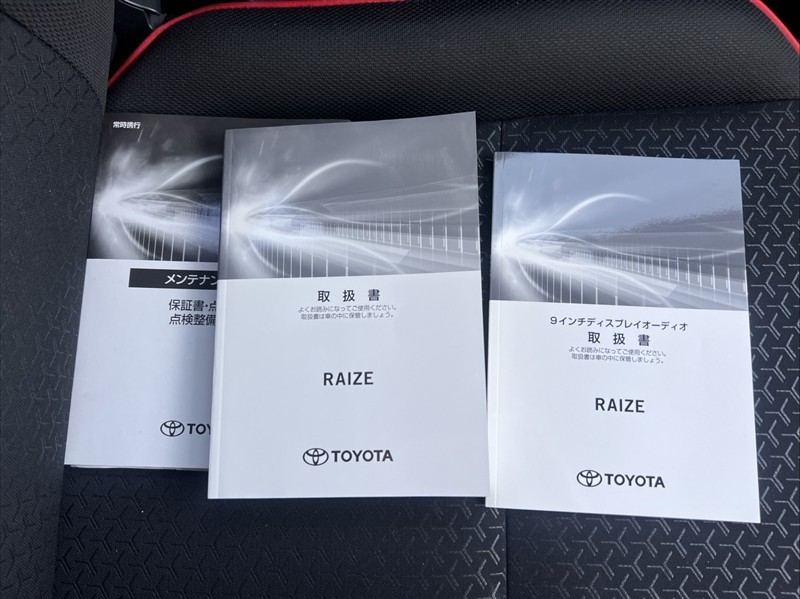 常時携行
メンテナン
保証書・点
点検整備
TOY
取扱書
よくお読みになってご使用ください。
取扱書は車の中に保管しましょう。
RAIZE
TOYOTA
9インチディスプレイオーディオ
取扱書
よくお読みになってご使用ください。
取扱書は車の中に保管しましょう。
RAIZE
TOYOTA